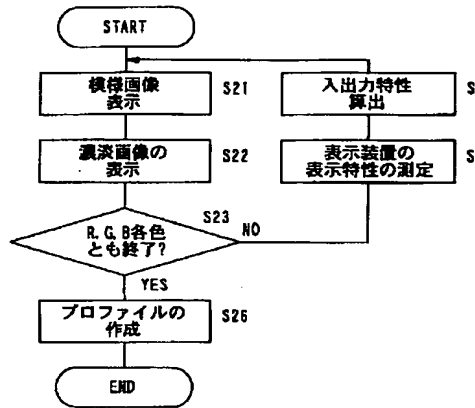 START
模様画像
表示
S21
濃淡画像の
表示
S22
R,G,B各色
とも終了?
S23
NO
YES
プロファイルの
作成
S26
END
入出力特性
算出
S
表示装置の
表示特性の測定
S